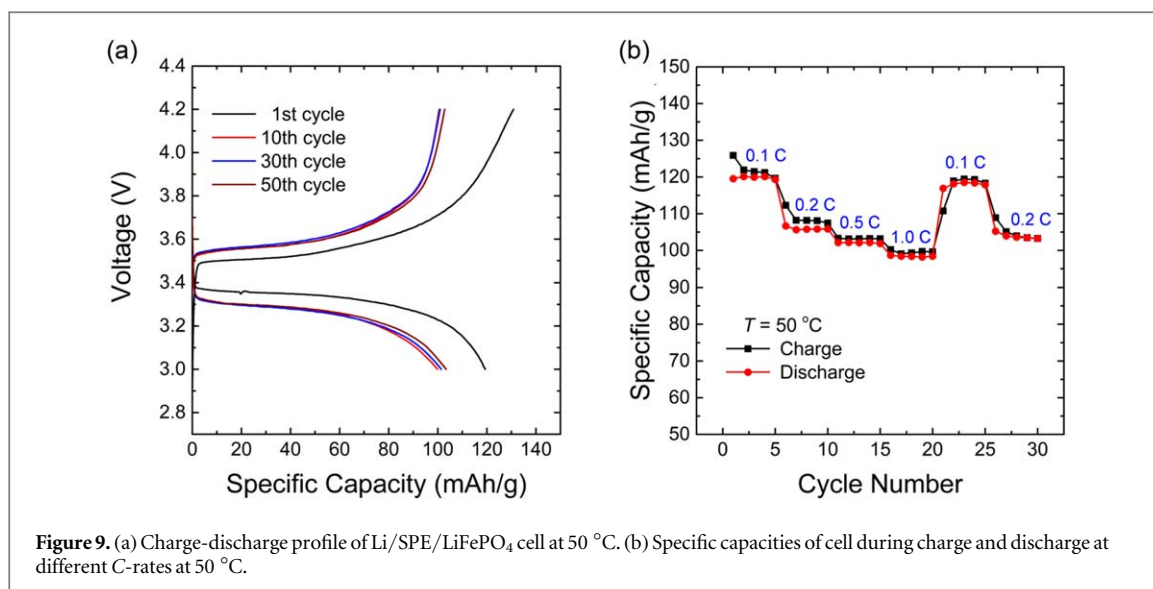 (a)
4.4
4.2
4.0
3.8
3.6
3.4
3.2
3.0
2.8
Voltage (V)
1st cycle
10th cycle
30th cycle
50th cycle
0 20 40 60 80 100 120 140
Specific Capacity (mAh/g)
(b)
150
140
130
120
110
100
90
80
70
60
50
Specific Capacity (mAh/g)
0.1 C
0.2 C
0.5 C
1.0 C
0.1 C
0.2 C
T = 50 °C
Charge
Discharge
0 5 10 15 20 25 30
Cycle Number
Figure 9. (a) Charge-discharge profile of Li/SPE/LiFePO₄ cell at 50 °C. (b) Specific capacities of cell during charge and discharge at
different C-rates at 50 °C.